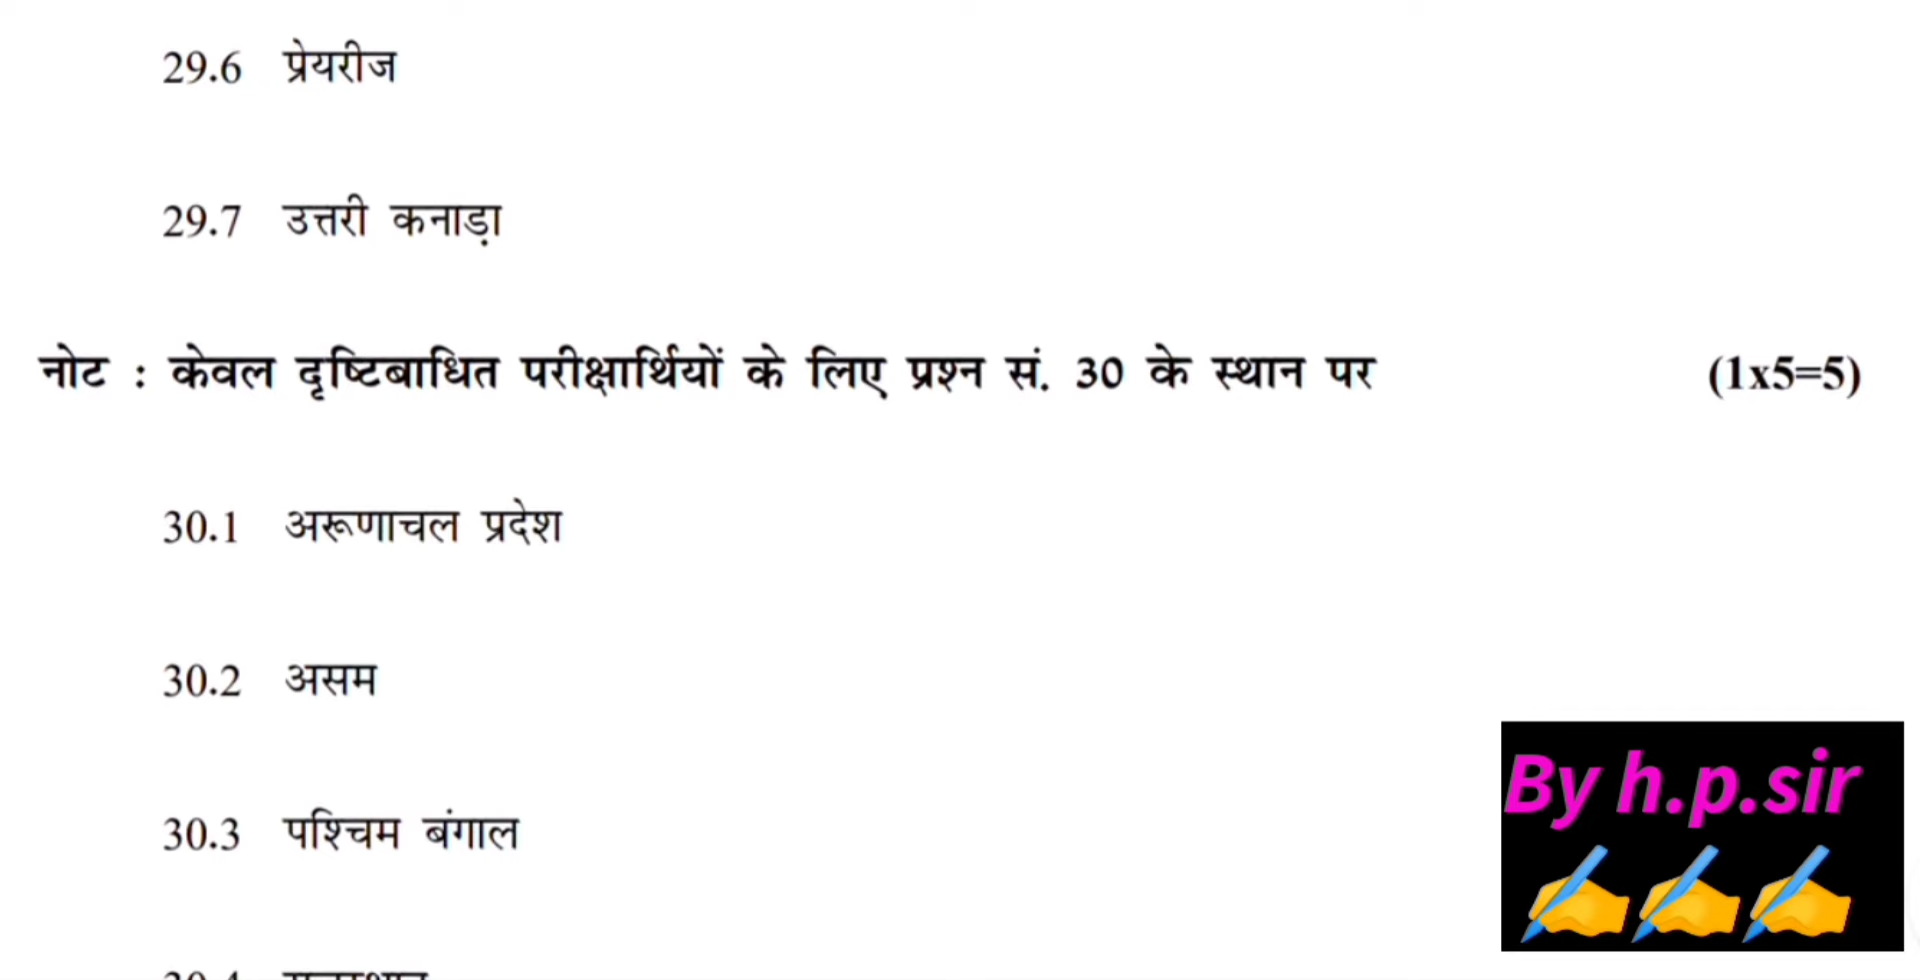 29.6 प्रेयरीज
29.7 उत्तरी कनाड़ा
नोट : केवल दृष्टिबाधित परीक्षार्थियों के लिए प्रश्न सं. 30 के स्थान पर (1x5=5)
30.1 अरूणाचल प्रदेश
30.2 असम
30.3 पश्चिम बंगाल
By h.p.sir